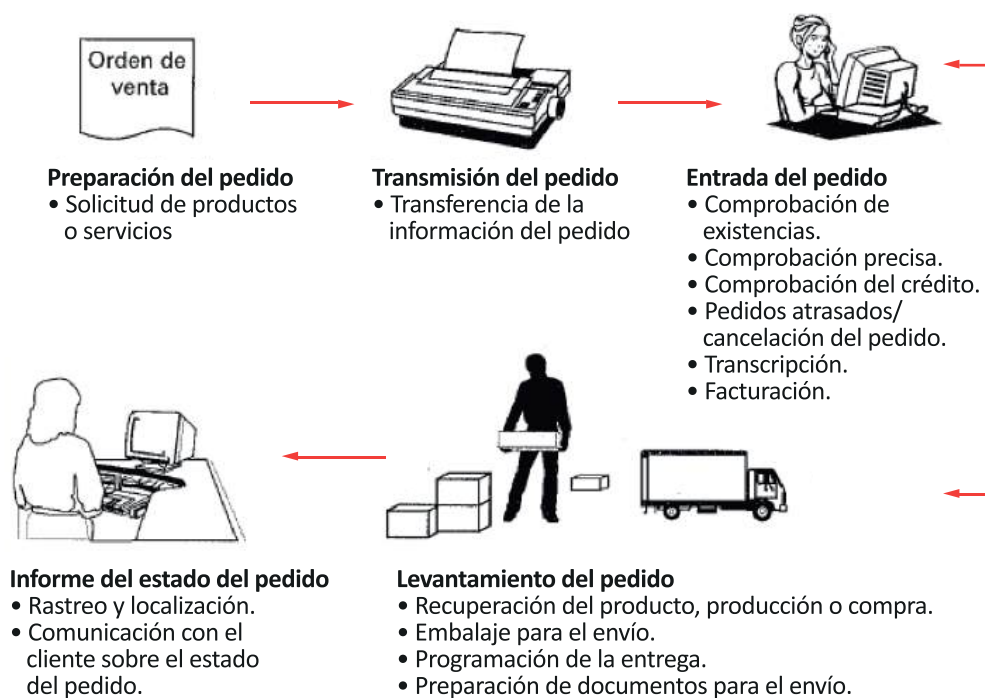 Orden de
venta
Preparación del pedido
• Solicitud de productos
o servicios
Transmisión del pedido
• Transferencia de la
información del pedido
Entrada del pedido
• Comprobación de
existencias.
• Comprobación precisa.
• Comprobación del crédito.
• Pedidos atrasados/
cancelación del pedido.
• Transcripción.
• Facturación.
Informe del estado del pedido
• Rastreo y localización.
• Comunicación con el
cliente sobre el estado
del pedido.
Levantamiento del pedido
• Recuperación del producto, producción o compra.
• Embalaje para el envío.
• Programación de la entrega.
• Preparación de documentos para el envío.